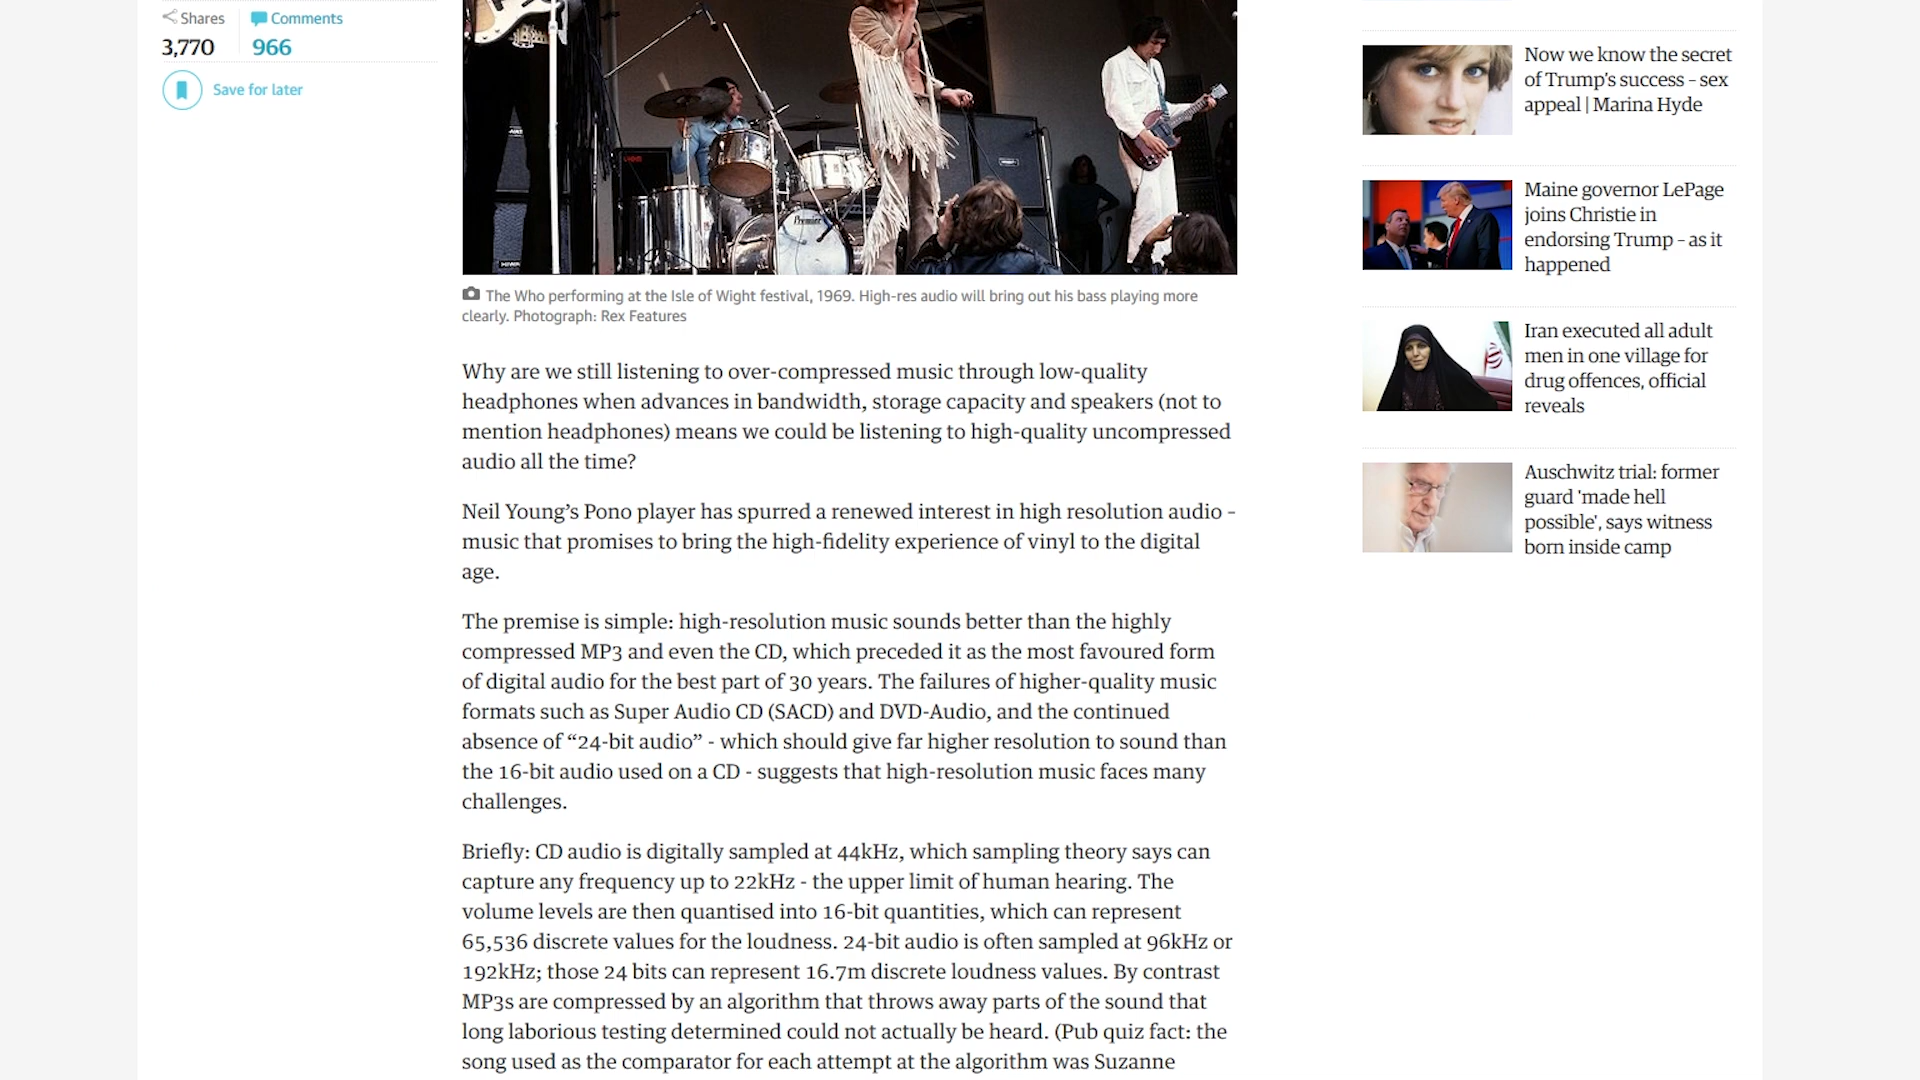 Shares
Comments
3,770
966
Save for later
Premier
The Who performing at the Isle of Wight festival, 1969. High-res audio will bring out his bass playing more
clearly. Photograph: Rex Features
Why are we still listening to over-compressed music through low-quality
headphones when advances in bandwidth, storage capacity and speakers (not to
mention headphones) means we could be listening to high-quality uncompressed
audio all the time?
Neil Young’s Pono player has spurred a renewed interest in high resolution audio –
music that promises to bring the high-fidelity experience of vinyl to the digital
age.
The premise is simple: high-resolution music sounds better than the highly
compressed MP3 and even the CD, which preceded it as the most favoured form
of digital audio for the best part of 30 years. The failures of higher-quality music
formats such as Super Audio CD (SACD) and DVD-Audio, and the continued
absence of “24-bit audio” - which should give far higher resolution to sound than
the 16-bit audio used on a CD - suggests that high-resolution music faces many
challenges.
Briefly: CD audio is digitally sampled at 44kHz, which sampling theory says can
capture any frequency up to 22kHz - the upper limit of human hearing. The
volume levels are then quantised into 16-bit quantities, which can represent
65,536 discrete values for the loudness. 24-bit audio is often sampled at 96kHz or
192kHz; those 24 bits can represent 16.7m discrete loudness values. By contrast
MP3s are compressed by an algorithm that throws away parts of the sound that
long laborious testing determined could not actually be heard. (Pub quiz fact: the
song used as the comparator for each attempt at the algorithm was Suzanne
Now we know the secret
of Trump’s success – sex
appeal | Marina Hyde
Maine governor LePage
joins Christie in
endorsing Trump – as it
happened
Iran executed all adult
men in one village for
drug offences, official
reveals
Auschwitz trial: former
guard 'made hell
possible', says witness
born inside camp